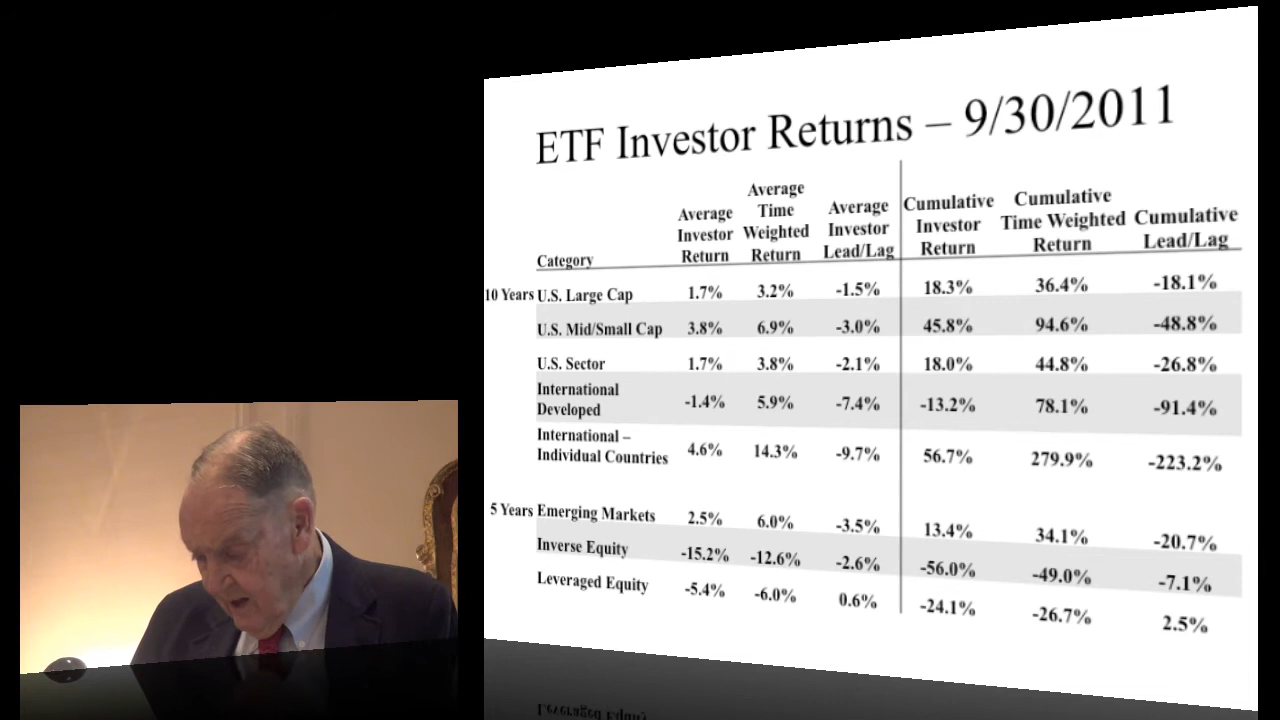 ETF Investor Returns – 9/30/2011
Category Average Investor Return Average Time Weighted Return Average Investor Lead/Lag Cumulative Investor Return Cumulative Time Weighted Return Cumulative Lead/Lag
10 Years U.S. Large Cap 1.7% 3.2% -1.5% 18.3% 36.4% -18.1%
U.S. Mid/Small Cap 3.8% 6.9% -3.0% 45.8% 94.6% -48.8%
U.S. Sector 1.7% 3.8% -2.1% 18.0% 44.8% -26.8%
International Developed -1.4% 5.9% -7.4% -13.2% 78.1% -91.4%
International – Individual Countries 4.6% 14.3% -9.7% 56.7% 279.9% -223.2%
5 Years Emerging Markets 2.5% 6.0% -3.5% 13.4% 34.1% -20.7%
Inverse Equity -15.2% -12.6% -2.6% -56.0% -49.0% -7.1%
Leveraged Equity -5.4% -6.0% 0.6% -24.1% -26.7% 2.5%